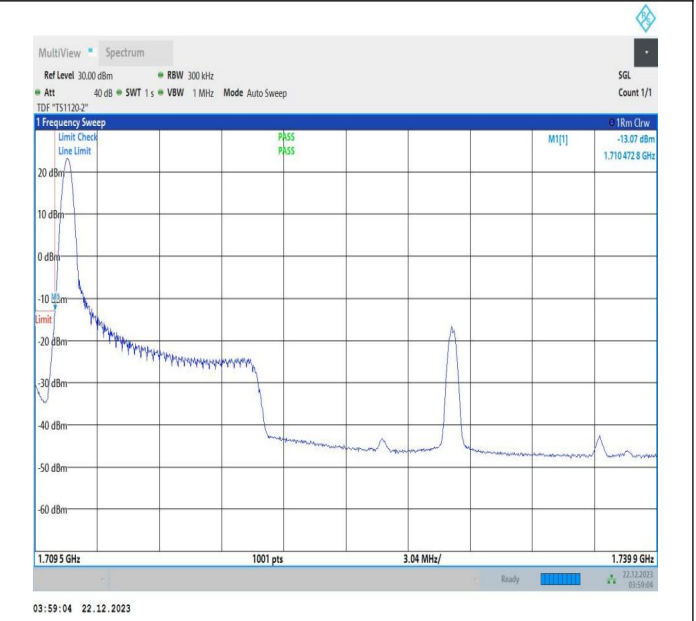 MultiView Spectrum
Ref Level 30.00 dBm RBW 300 kHz SGL
Att 40 dB SWT 1 s VBW 1 MHz Mode Auto Sweep Count 1/1
TDF "TS1120-2"
1 Frequency Sweep 1Rm Clrw
Limit Check PASS M1[1] -13.07 dBm
Line Limit PASS 1.710 472 8 GHz
20 dBm
10 dBm
0 dBm
M1
-10 dBm
Limit
-20 dBm
-30 dBm
-40 dBm
-50 dBm
-60 dBm
1.709 5 GHz 1001 pts 3.04 MHz/ 1.739 9 GHz
Ready 22.12.2023
03:59:04
03:59:04 22.12.2023